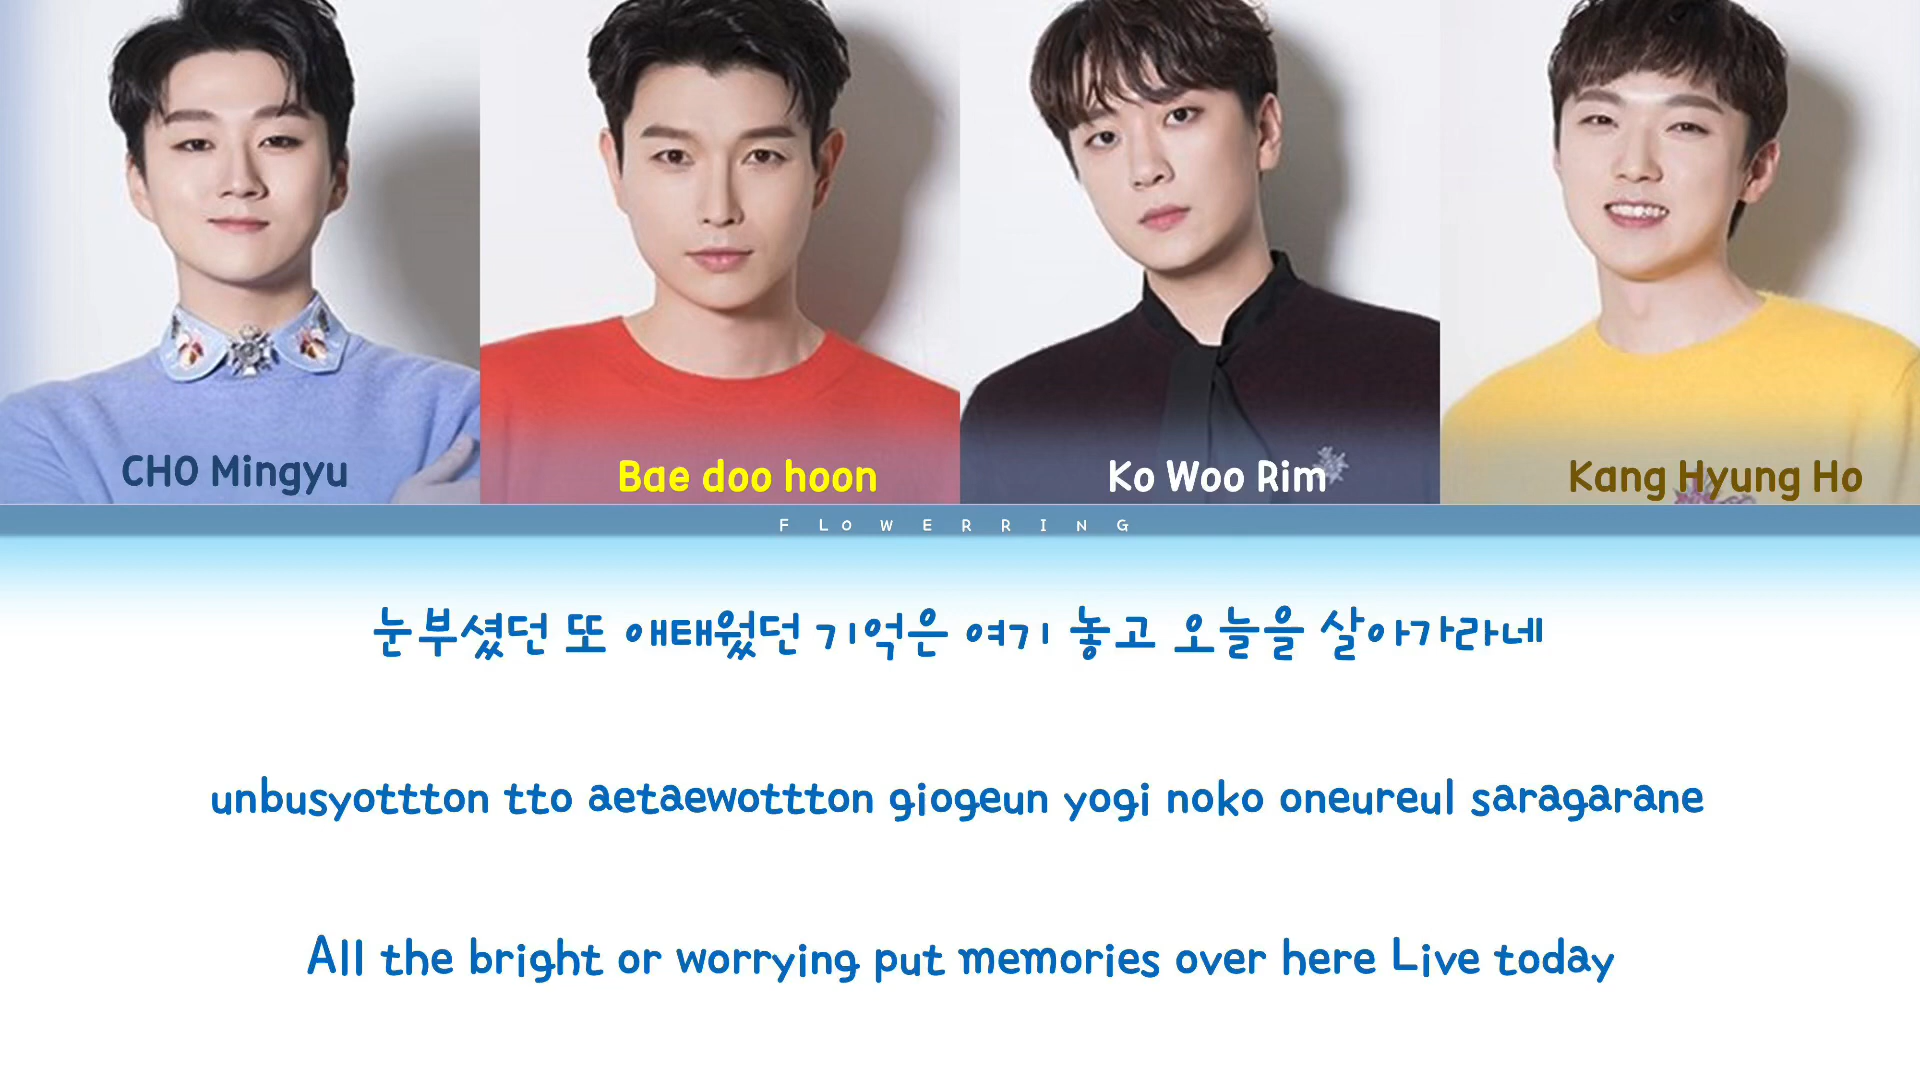 CHO Mingyu
Bae doo hoon
Ko Woo Rim
Kang Hyung Ho
FLOWERRING
눈부셨던 또 애태웠던 기억은 여기 놓고 오늘을 살아가라네
unbusyottton tto aetaewottton giogeun yogi noko oneureul saragarane
All the bright or worrying put memories over here Live today